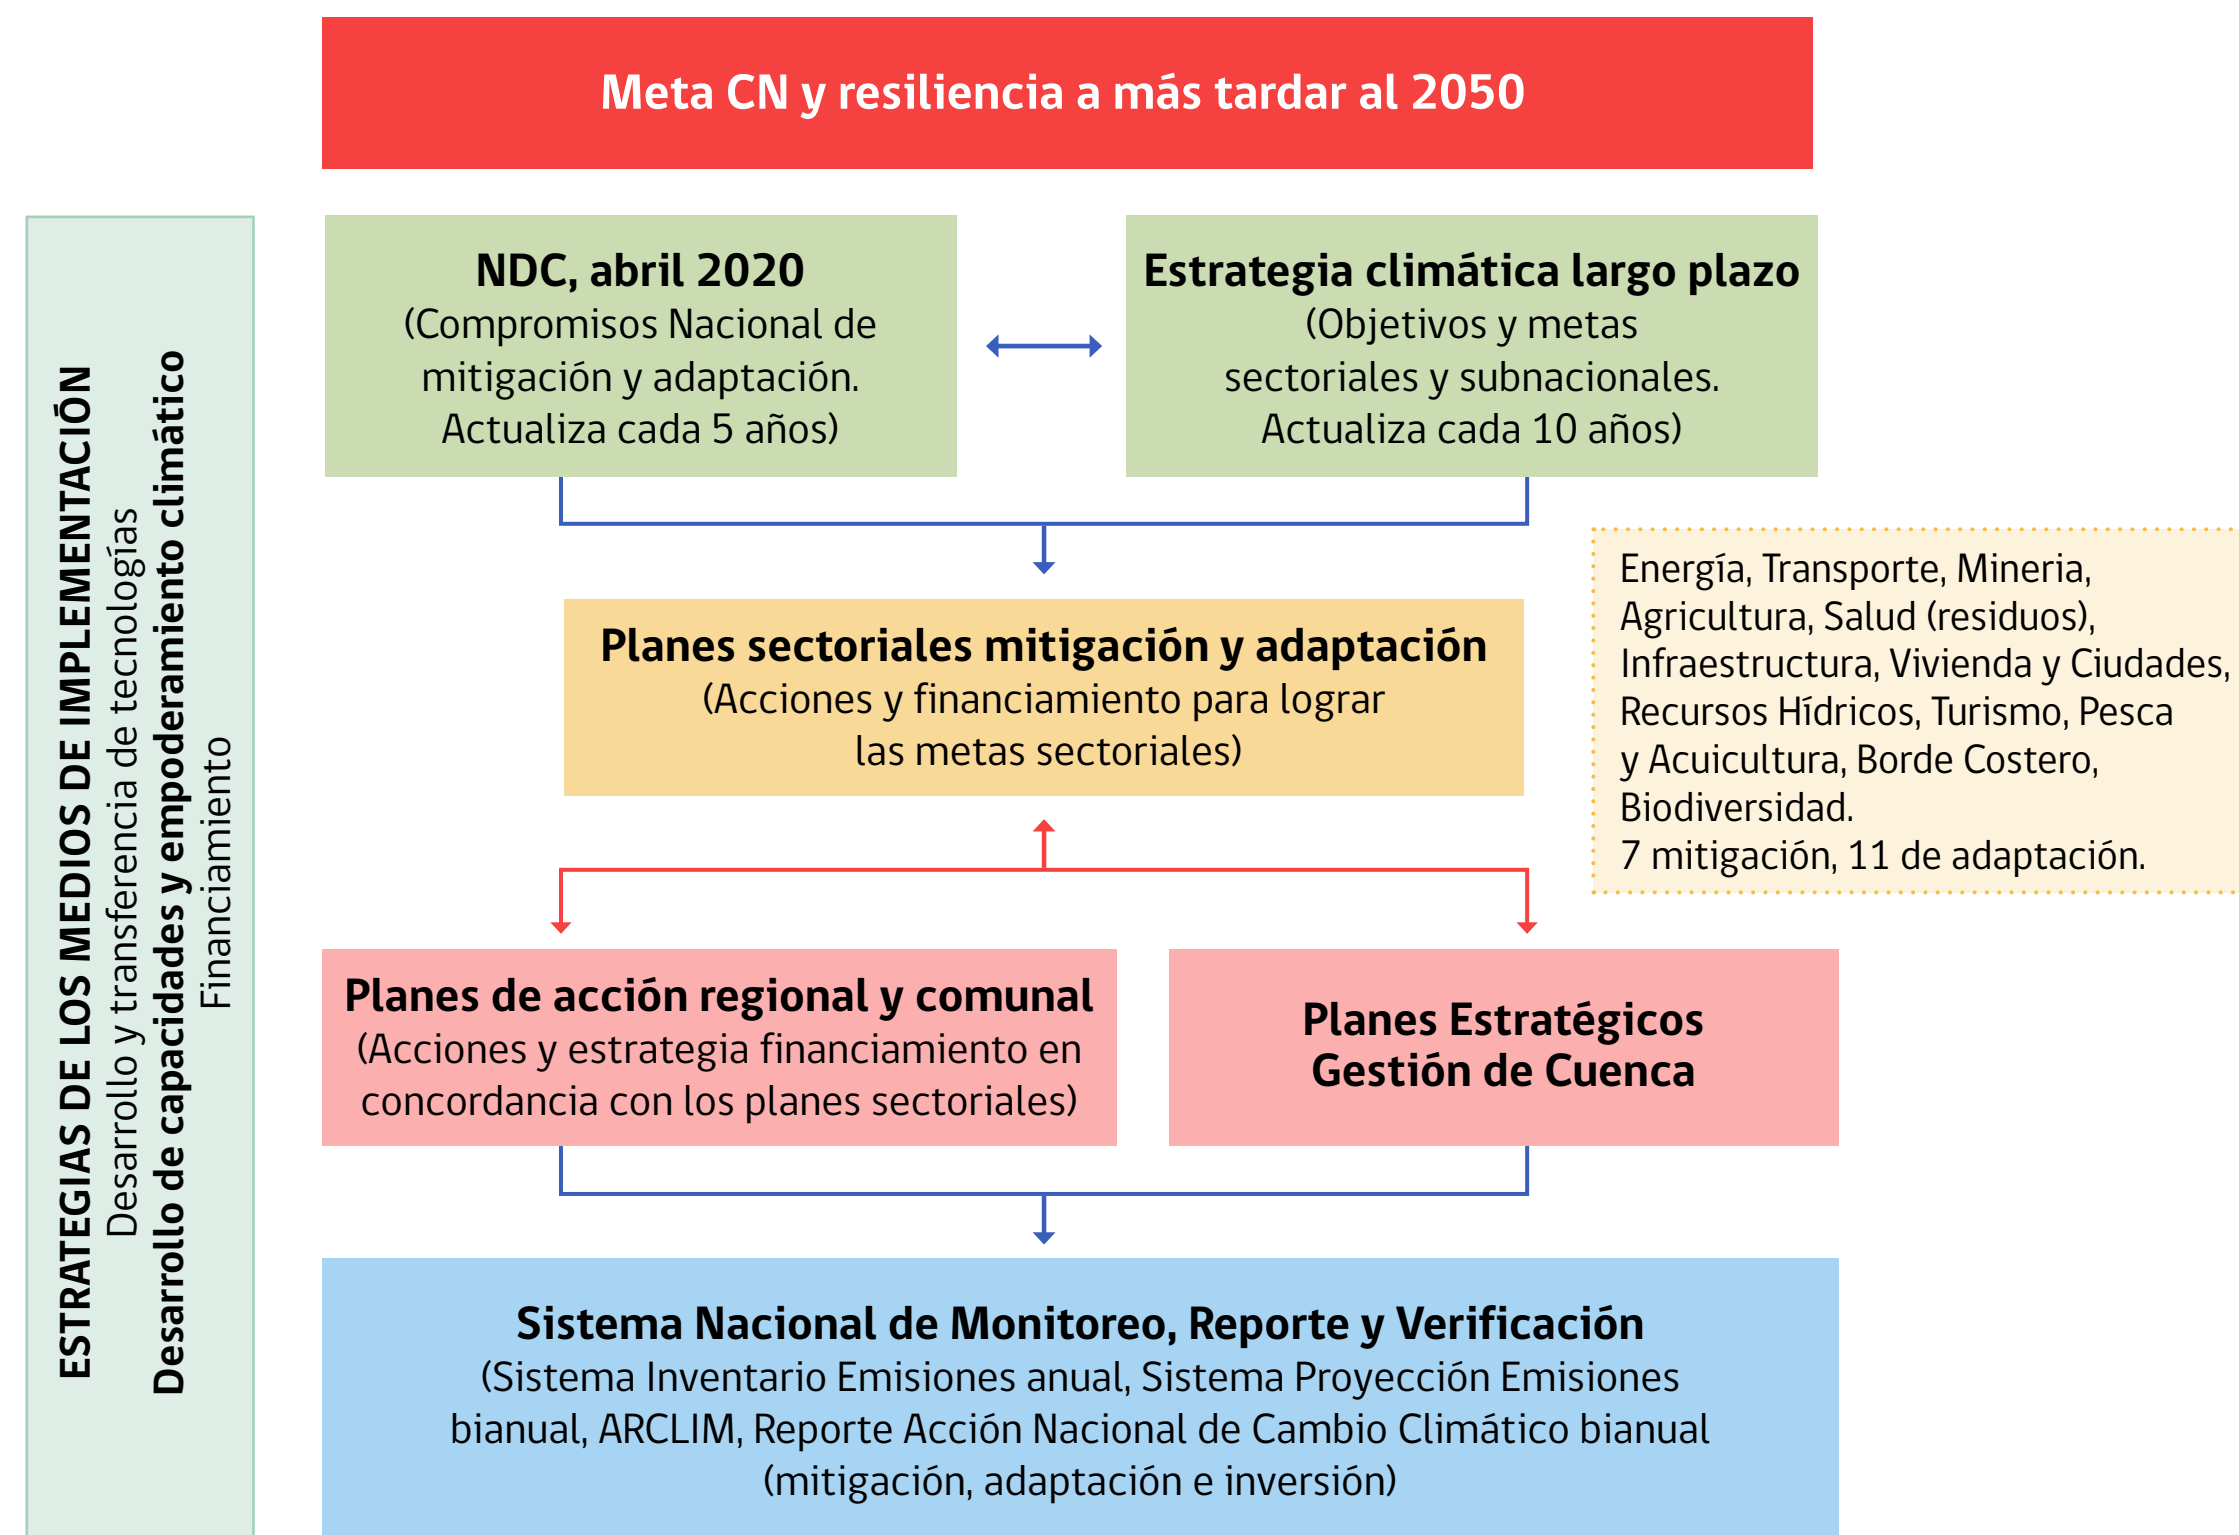 Meta CN y resiliencia a más tardar al 2050
ESTRATEGIAS DE LOS MEDIOS DE IMPLEMENTACIÓN
Desarrollo y transferencia de tecnologías
Desarrollo de capacidades y empoderamiento climático
Financiamiento
NDC, abril 2020
(Compromisos Nacional de
mitigación y adaptación.
Actualiza cada 5 años)
Estrategia climática largo plazo
(Objetivos y metas
sectoriales y subnacionales.
Actualiza cada 10 años)
Planes sectoriales mitigación y adaptación
(Acciones y financiamiento para lograr
las metas sectoriales)
Energía, Transporte, Mineria,
Agricultura, Salud (residuos),
Infraestructura, Vivienda y Ciudades,
Recursos Hídricos, Turismo, Pesca
y Acuicultura, Borde Costero,
Biodiversidad.
7 mitigación, 11 de adaptación.
Planes de acción regional y comunal
(Acciones y estrategia financiamiento en
concordancia con los planes sectoriales)
Planes Estratégicos
Gestión de Cuenca
Sistema Nacional de Monitoreo, Reporte y Verificación
(Sistema Inventario Emisiones anual, Sistema Proyección Emisiones
bianual, ARCLIM, Reporte Acción Nacional de Cambio Climático bianual
(mitigación, adaptación e inversión)